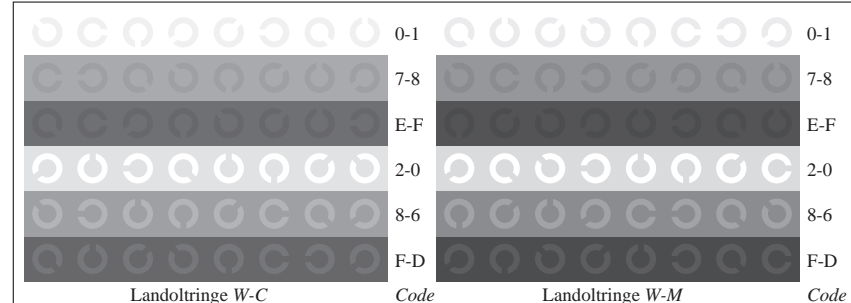 0-1 0-1
7-8 7-8
E-F E-F
2-0 2-0
8-6 8-6
F-D F-D
Landoltringe W-C Code Landoltringe W-M Code